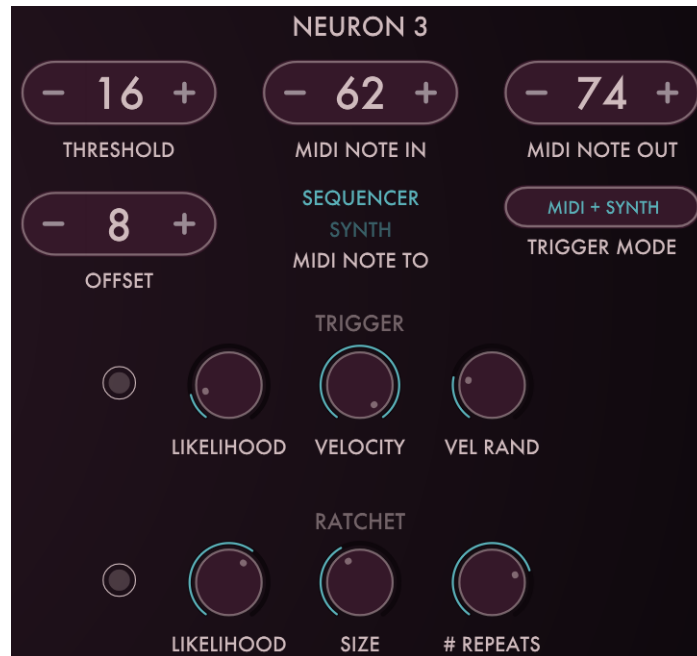 NEURON 3
− 16 +
THRESHOLD
− 62 +
MIDI NOTE IN
− 74 +
MIDI NOTE OUT
− 8 +
OFFSET
SEQUENCER
SYNTH
MIDI NOTE TO
MIDI + SYNTH
TRIGGER MODE
TRIGGER
LIKELIHOOD
VELOCITY
VEL RAND
RATCHET
LIKELIHOOD
SIZE
# REPEATS